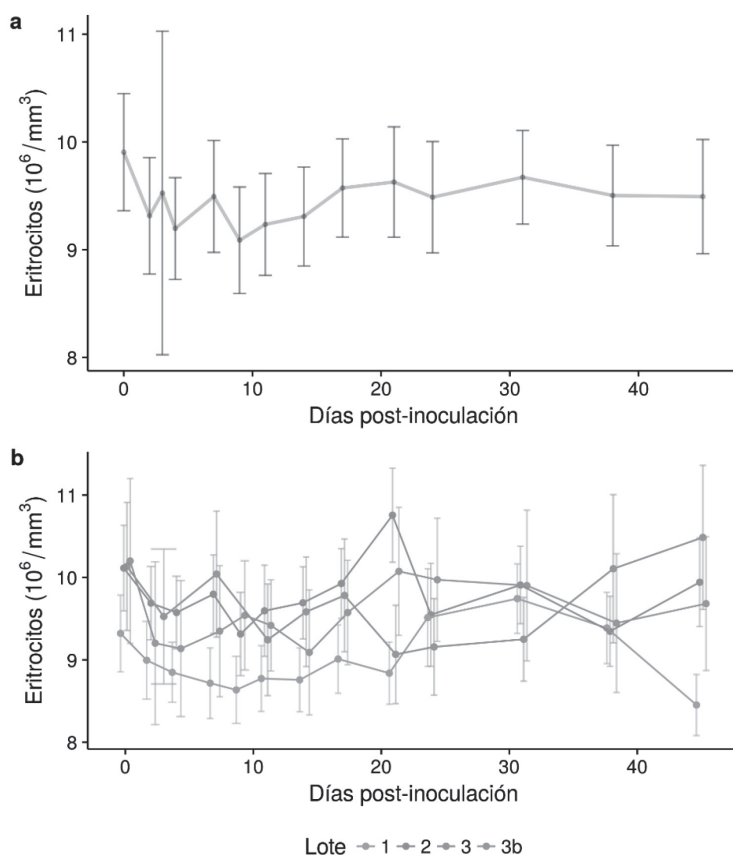 a
11
10
9
8
Eritrocitos (10⁶/mm³)
0 10 20 30 40
Días post-inoculación
b
11
10
9
8
Eritrocitos (10⁶/mm³)
0 10 20 30 40
Días post-inoculación
Lote 1 2 3 3b